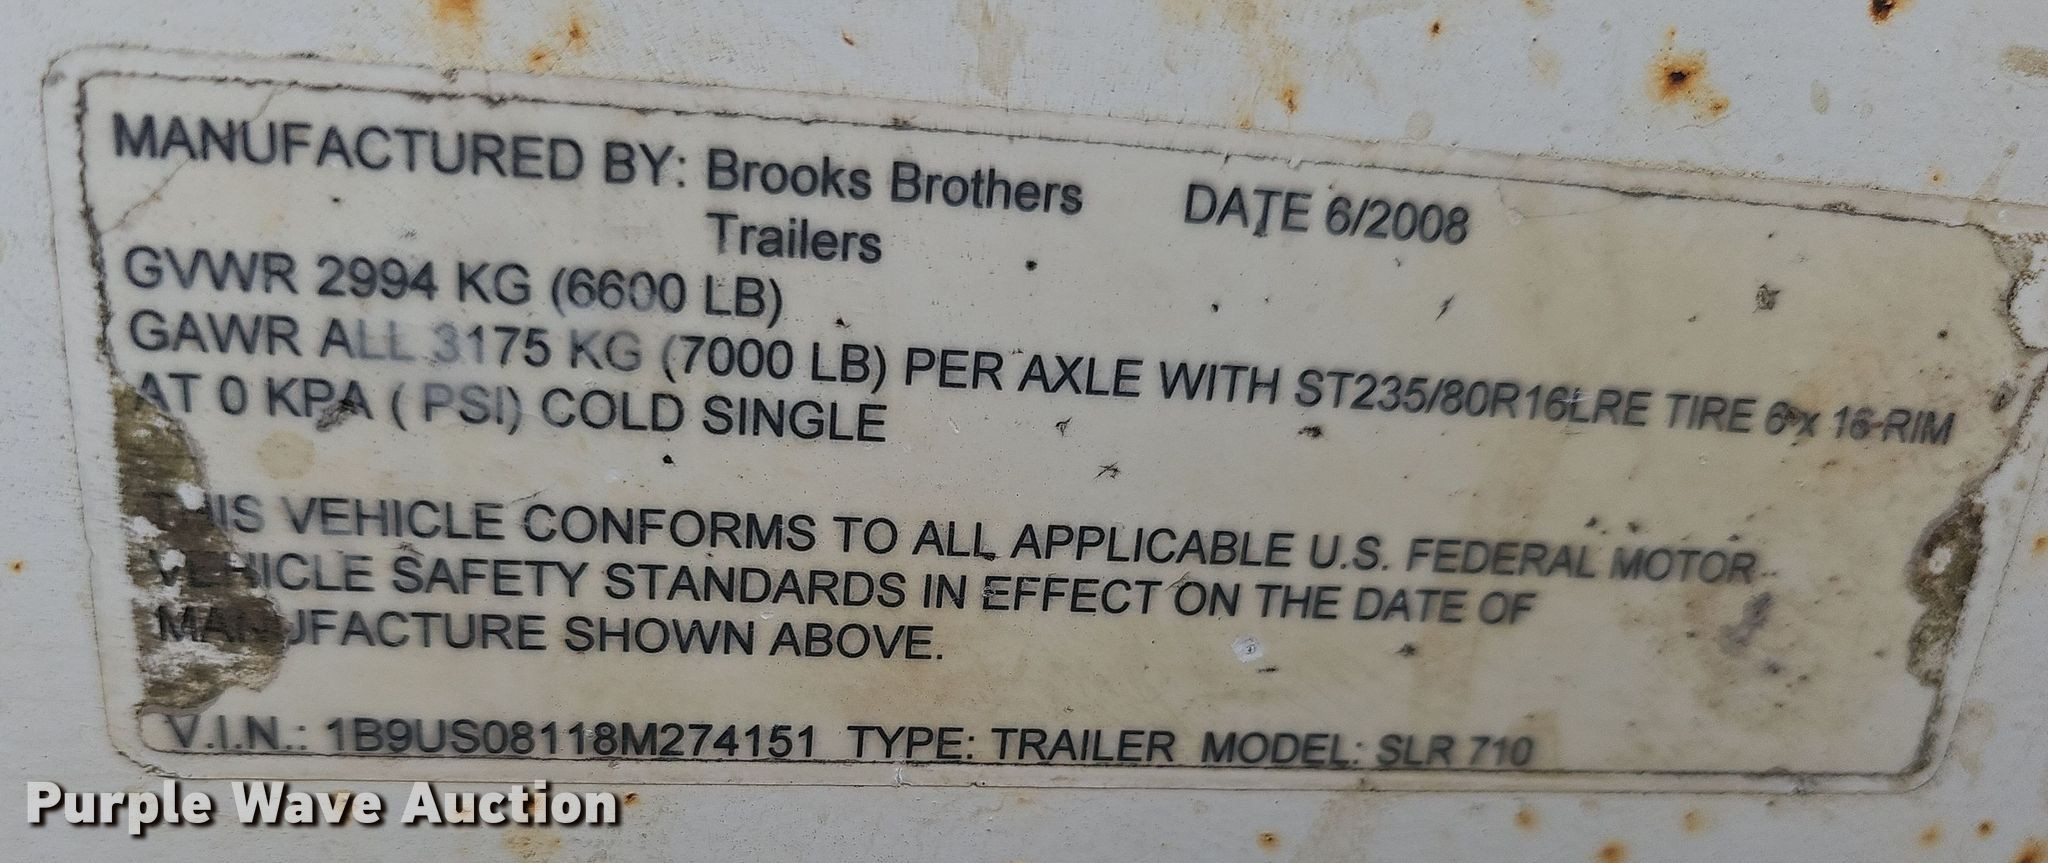 MANUFACTURED BY: Brooks Brothers DATE 6/2008
Trailers
GVWR 2994 KG (6600 LB)
GAWR ALL 3175 KG (7000 LB) PER AXLE WITH ST235/80R16LRE TIRE 6 x 16 RIM
AT 0 KPA ( PSI) COLD SINGLE
THIS VEHICLE CONFORMS TO ALL APPLICABLE U.S. FEDERAL MOTOR
VEHICLE SAFETY STANDARDS IN EFFECT ON THE DATE OF
MANUFACTURE SHOWN ABOVE.
V.I.N.: 1B9US08118M274151 TYPE: TRAILER MODEL: SLR 710
Purple Wave Auction